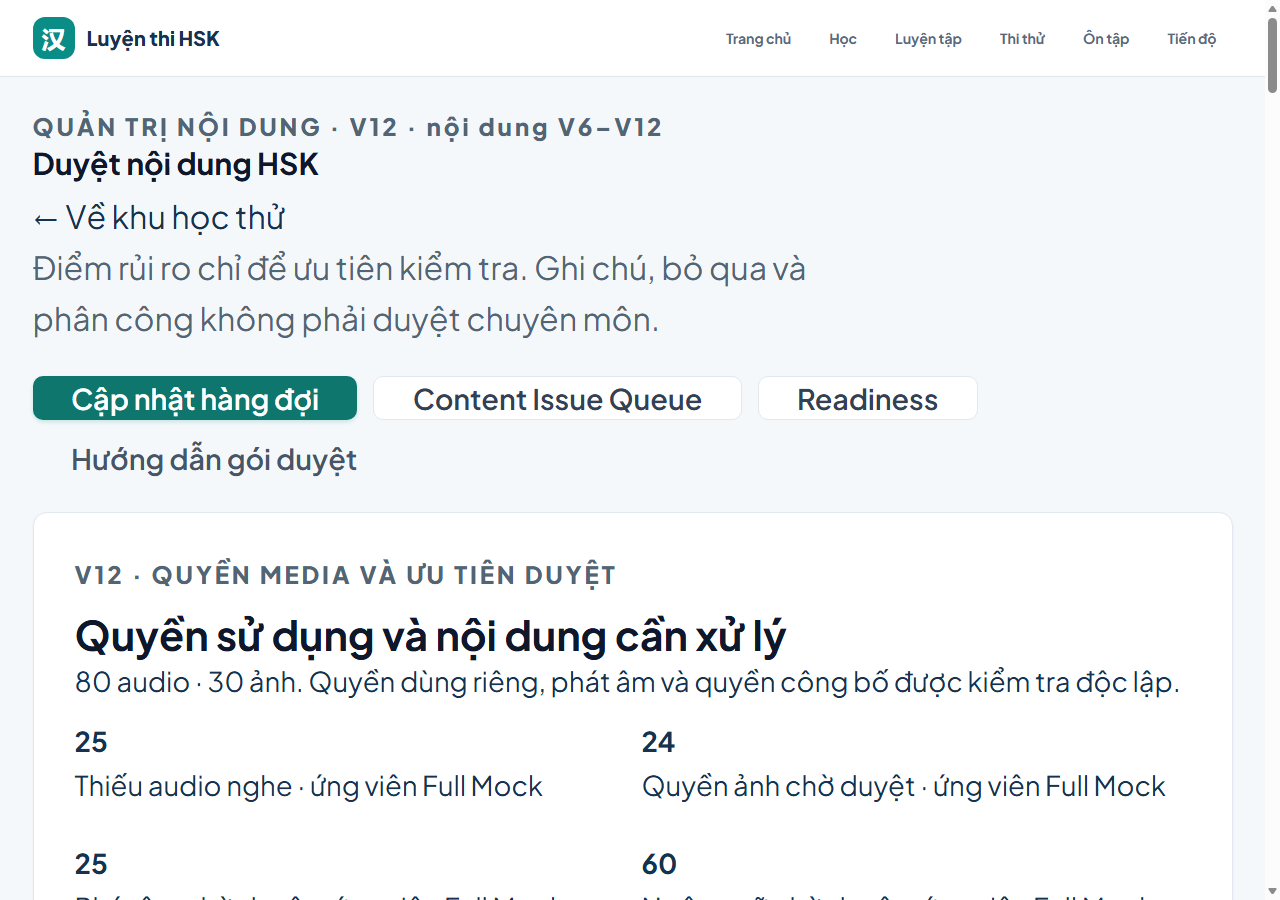 汉 Luyện thi HSK
Trang chủ Học Luyện tập Thi thử Ôn tập Tiến độ
QUẢN TRỊ NỘI DUNG · V12 · nội dung V6–V12
Duyệt nội dung HSK
← Về khu học thử
Điểm rủi ro chỉ để ưu tiên kiểm tra. Ghi chú, bỏ qua và
phân công không phải duyệt chuyên môn.
Cập nhật hàng đợi Content Issue Queue Readiness
Hướng dẫn gói duyệt
V12 · QUYỀN MEDIA VÀ ƯU TIÊN DUYỆT
Quyền sử dụng và nội dung cần xử lý
80 audio · 30 ảnh. Quyền dùng riêng, phát âm và quyền công bố được kiểm tra độc lập.
25
Thiếu audio nghe · ứng viên Full Mock
24
Quyền ảnh chờ duyệt · ứng viên Full Mock
25
60